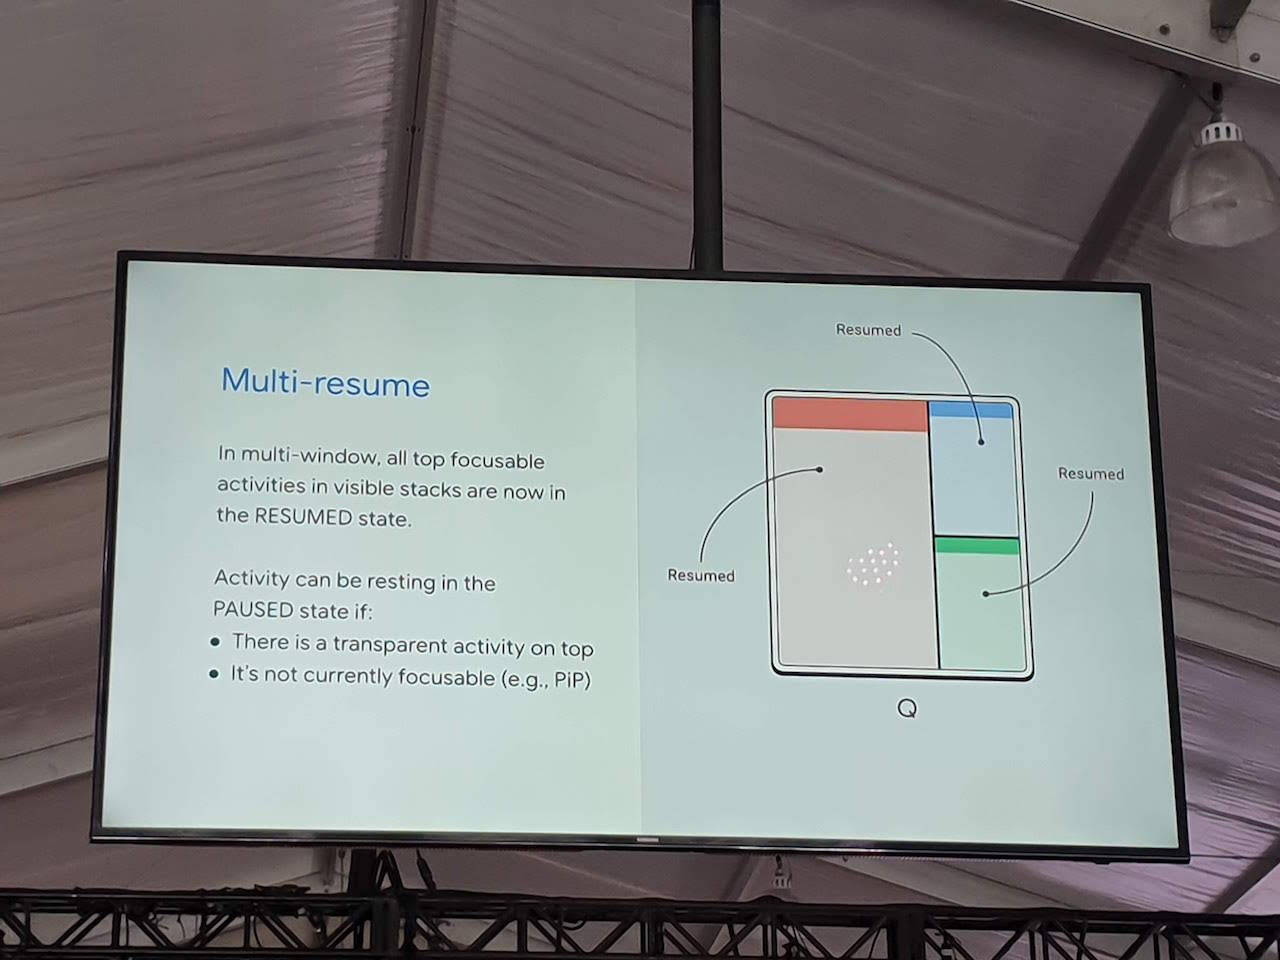 Multi-resume
In multi-window, all top focusable
activities in visible stacks are now in
the RESUMED state.
Activity can be resting in the
PAUSED state if:
• There is a transparent activity on top
• It's not currently focusable (e.g., PiP)
Resumed
Resumed
Resumed
Q